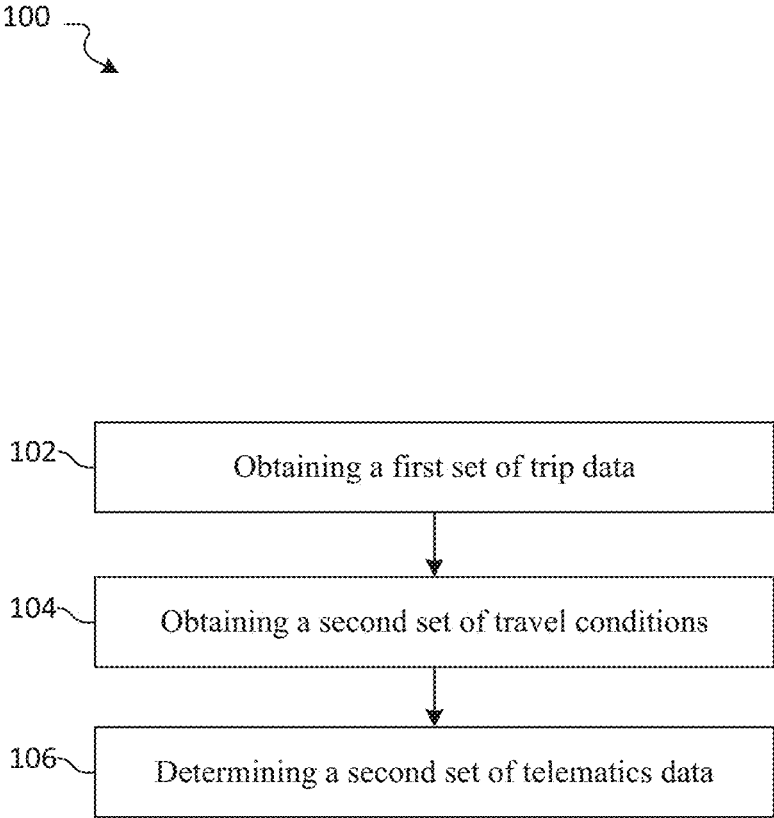 100
102 Obtaining a first set of trip data
104 Obtaining a second set of travel conditions
106 Determining a second set of telematics data